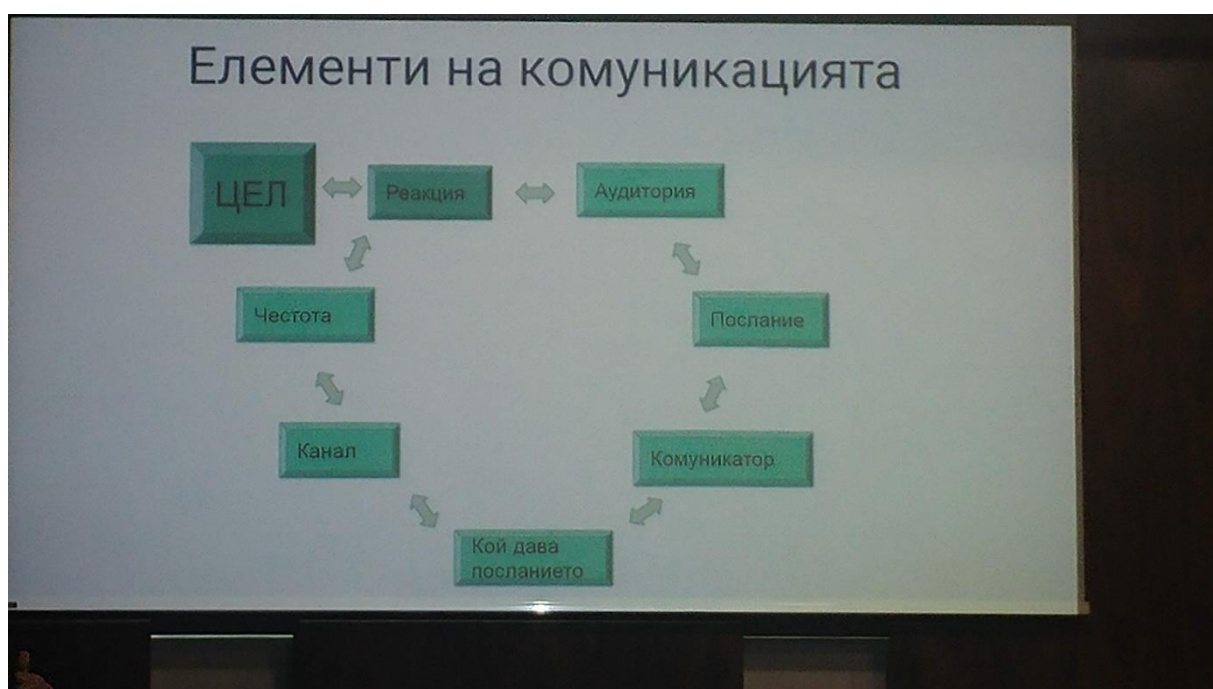 Елементи на комуникацията
ЦЕЛ
Реакция
Аудитория
Честота
Послание
Канал
Комуникатор
Кой дава
посланието